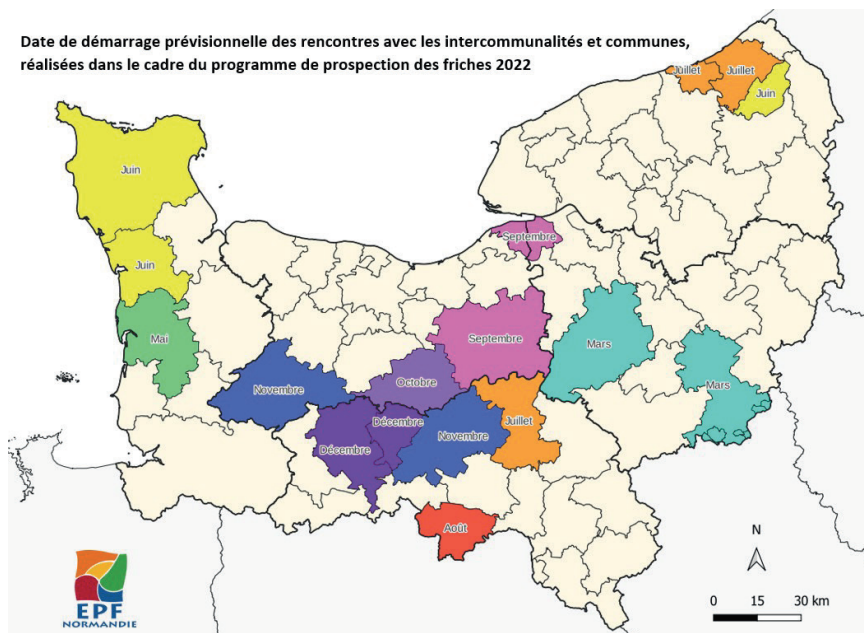 Date de démarrage prévisionnelle des rencontres avec les intercommunalités et communes,
réalisées dans le cadre du programme de prospection des friches 2022
Juillet
Juillet
Juin
Juin
Septembre
Juin
Mai
Septembre
Mars
Octobre
Novembre
Mars
Décembre
Juillet
Novembre
Décembre
Août
N
EPF
NORMANDIE
0 15 30 km